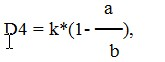 D4 = k*(1- a/b),